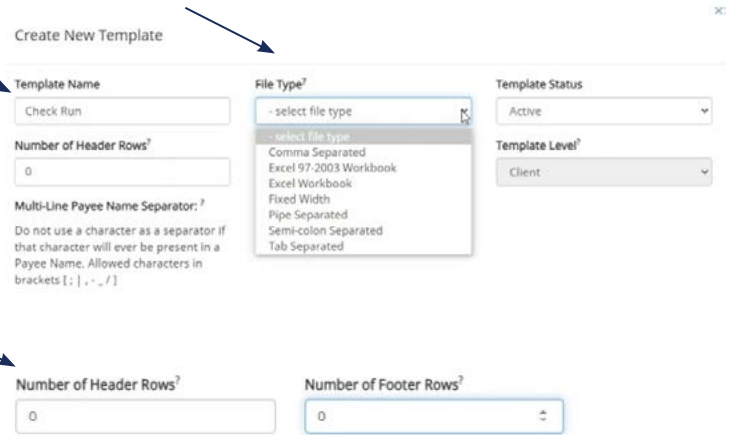 Create New Template
Template Name
Check Run
File Type?
- select file type
Template Status
Active
- select file type
Comma Separated
Excel 97-2003 Workbook
Excel Workbook
Fixed Width
Pipe Separated
Semi-colon Separated
Tab Separated
Number of Header Rows?
0
Template Level?
Client
Multi-Line Payee Name Separator: ?
Do not use a character as a separator if
that character will ever be present in a
Payee Name. Allowed characters in
brackets [ ; | , - _ / ]
Number of Header Rows?
0
Number of Footer Rows?
0